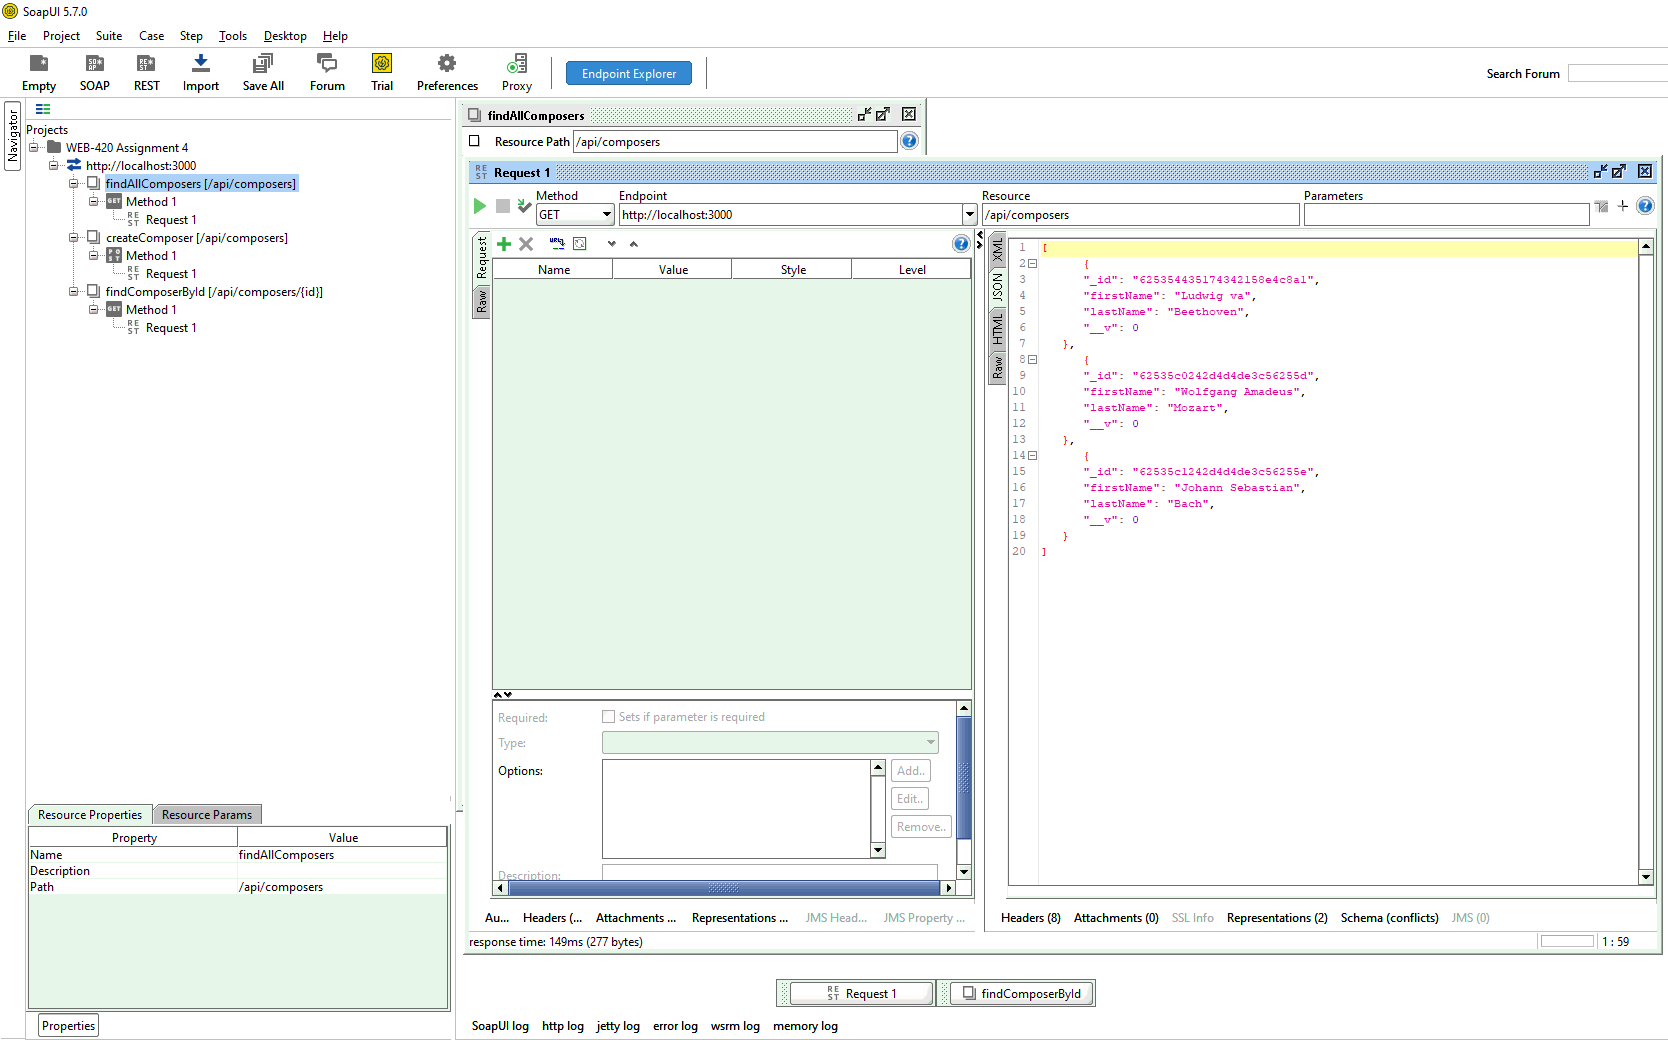 SoapUI 5.7.0
File Project Suite Case Step Tools Desktop Help
Empty SOAP REST Import Save All Forum Trial Preferences Proxy Endpoint Explorer Search Forum
Navigator
Projects
WEB-420 Assignment 4
http://localhost:3000
findAllComposers [/api/composers]
GET Method 1
REST Request 1
createComposer [/api/composers]
POST Method 1
REST Request 1
findComposerById [/api/composers/{id}]
GET Method 1
REST Request 1
Resource Properties Resource Params
Property Value
Name findAllComposers
Description
Path /api/composers
Properties
findAllComposers
Resource Path /api/composers
REST Request 1
Method Endpoint Resource Parameters
GET http://localhost:3000 /api/composers
Request
Raw
Name Value Style Level
Required: Sets if parameter is required
Type:
Options: Add..
Edit..
Remove..
Description:
Au... Headers (... Attachments ... Representations ... JMS Head... JMS Property ...
XML
JSON
HTML
Raw
1 [
2 {
3 "_id": "625354435174342158e4c8a1",
4 "firstName": "Ludwig va",
5 "lastName": "Beethoven",
6 "__v": 0
7 },
8 {
9 "_id": "62535c0242d4d4de3c56255d",
10 "firstName": "Wolfgang Amadeus",
11 "lastName": "Mozart",
12 "__v": 0
13 },
14 {
15 "_id": "62535c1242d4d4de3c56255e",
16 "firstName": "Johann Sebastian",
17 "lastName": "Bach",
18 "__v": 0
19 }
20 ]
Headers (8) Attachments (0) SSL Info Representations (2) Schema (conflicts) JMS (0)
response time: 149ms (277 bytes) 1 : 59
REST Request 1 findComposerById
SoapUI log http log jetty log error log wsrm log memory log